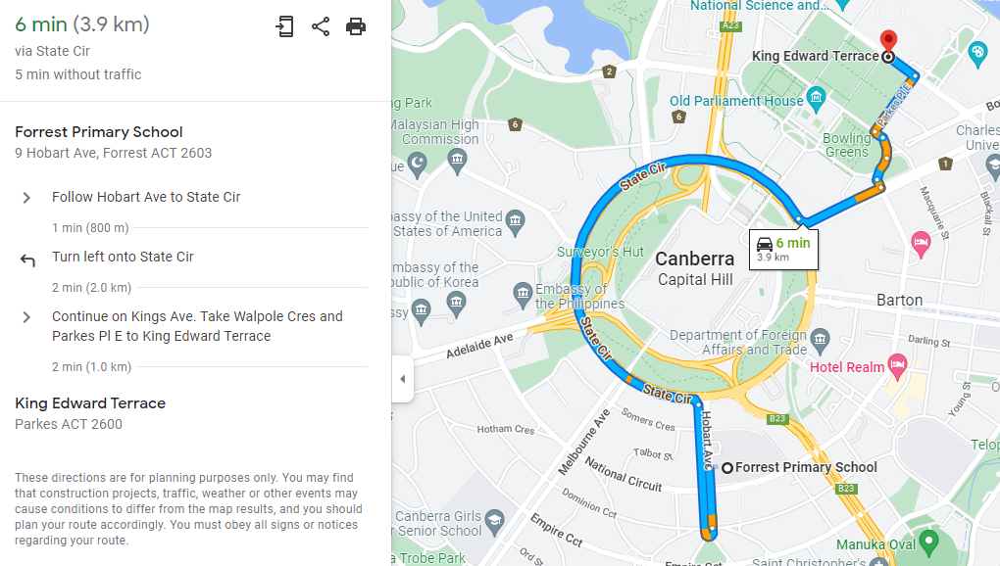 6 min (3.9 km)
via State Cir
5 min without traffic
Forrest Primary School
9 Hobart Ave, Forrest ACT 2603
Follow Hobart Ave to State Cir
1 min (800 m)
Turn left onto State Cir
2 min (2.0 km)
Continue on Kings Ave. Take Walpole Cres and
Parkes Pl E to King Edward Terrace
2 min (1.0 km)
King Edward Terrace
Parkes ACT 2600
These directions are for planning purposes only. You may find
that construction projects, traffic, weather or other events may
cause conditions to differ from the map results, and you should
plan your route accordingly. You must obey all signs or notices
regarding your route.
National Science and...
A23
King Edward Terrace
2
ng Park
Old Parliament House
Parkes Pl E
Malaysian High
Commission
6
6
Bowling
Greens
Charles
Unive
1
ue
State Cir
Macquarie St
Blackall St
bassy of the United
States of America
6 min
3.9 km
Surveyor's Hut
Canberra
Capital Hill
mbassy of the
public of Korea
Embassy of
the Philippines
ssy
Barton
State Cir
Adelaide Ave
Department of Foreign
Affairs and Trade
Darling St
Hotel Realm
State Cir
Young St
Hobart Ave
B23
Somers Cres
Hotham Cres
Melbourne Ave
Talbot St
Telop
National Circuit
Forrest Primary School
B23
Dominion Cct
Canberra Girls
r Senior School
Empire Cct
Manuka Oval
Ord St
a Trobe Park
Empire Cct
Saint Christopher's